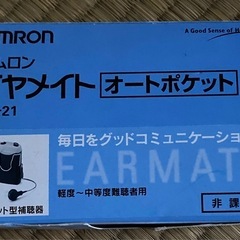 MRON
A Good Sense of H
ムロン
ヤメイト オートポケット
-21
毎日をグッドコミュニケーショ
EARMAT
ット型補聴器
軽度～中等度難聴者用
非 課